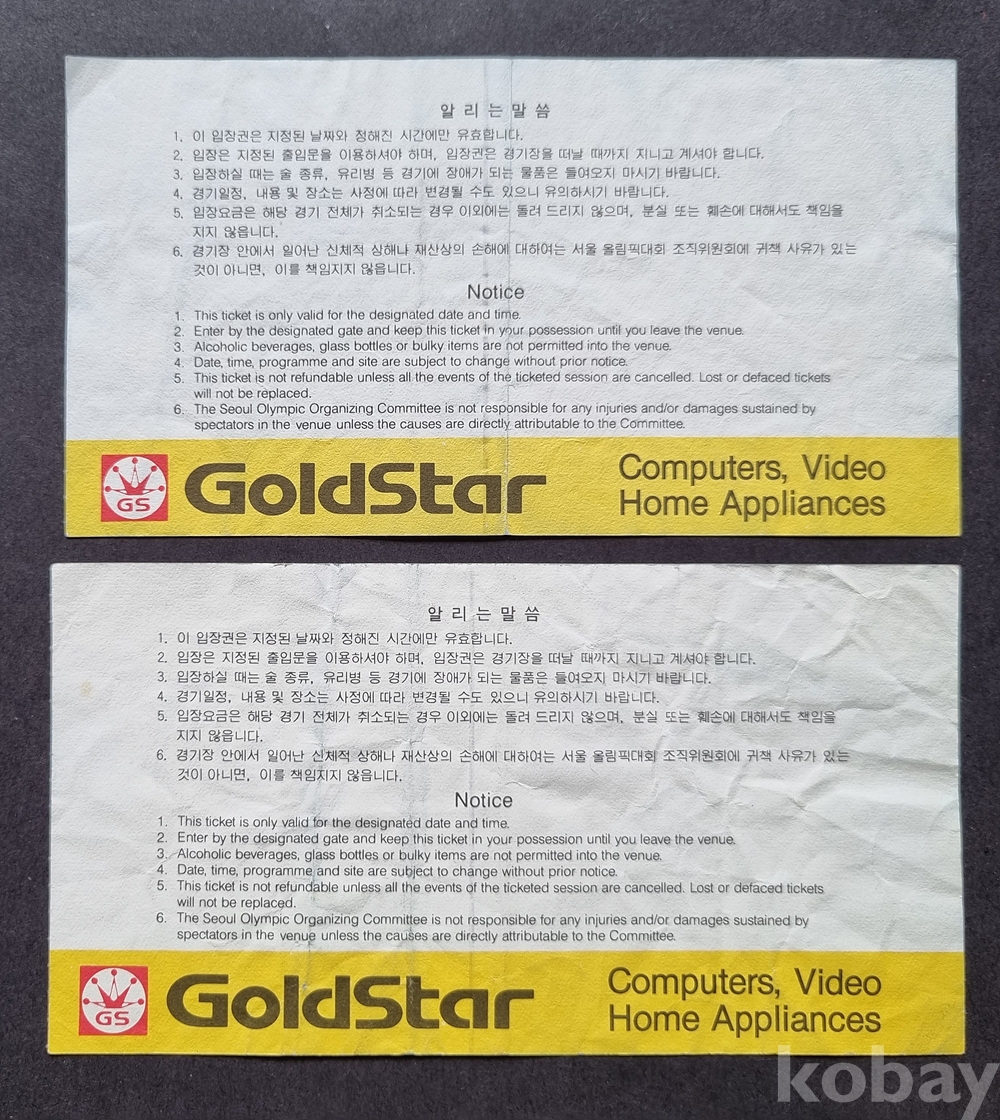 알 리 는 말 씀
1. 이 입장권은 지정된 날짜와 정해진 시간에만 유효합니다.
2. 입장은 지정된 출입문을 이용하셔야 하며, 입장권은 경기장을 떠날 때까지 지니고 계셔야 합니다.
3. 입장하실 때는 술 종류, 유리병 등 경기에 장애가 되는 물품은 들여오지 마시기 바랍니다.
4. 경기일정, 내용 및 장소는 사정에 따라 변경될 수도 있으니 유의하시기 바랍니다.
5. 입장요금은 해당 경기 전체가 취소되는 경우 이외에는 돌려 드리지 않으며, 분실 또는 훼손에 대해서도 책임을
지지 않읍니다.
6. 경기장 안에서 일어난 신체적 상해나 재산상의 손해에 대하여는 서울 올림픽대회 조직위원회에 귀책 사유가 있는
것이 아니면, 이를 책임지지 않읍니다.
Notice
1. This ticket is only valid for the designated date and time.
2. Enter by the designated gate and keep this ticket in your possession until you leave the venue.
3. Alcoholic beverages, glass bottles or bulky items are not permitted into the venue.
4. Date, time, programme and site are subject to change without prior notice.
5. This ticket is not refundable unless all the events of the ticketed session are cancelled. Lost or defaced tickets
will not be replaced.
6. The Seoul Olympic Organizing Committee is not responsible for any injuries and/or damages sustained by
spectators in the venue unless the causes are directly attributable to the Committee.
GS GoldStar
Computers, Video
Home Appliances
알 리 는 말 씀
1. 이 입장권은 지정된 날짜와 정해진 시간에만 유효합니다.
2. 입장은 지정된 출입문을 이용하셔야 하며, 입장권은 경기장을 떠날 때까지 지니고 계셔야 합니다.
3. 입장하실 때는 술 종류, 유리병 등 경기에 장애가 되는 물품은 들여오지 마시기 바랍니다.
4. 경기일정, 내용 및 장소는 사정에 따라 변경될 수도 있으니 유의하시기 바랍니다.
5. 입장요금은 해당 경기 전체가 취소되는 경우 이외에는 돌려 드리지 않으며, 분실 또는 훼손에 대해서도 책임을
지지 않읍니다.
6. 경기장 안에서 일어난 신체적 상해나 재산상의 손해에 대하여는 서울 올림픽대회 조직위원회에 귀책 사유가 있는
것이 아니면, 이를 책임지지 않읍니다.
Notice
1. This ticket is only valid for the designated date and time.
2. Enter by the designated gate and keep this ticket in your possession until you leave the venue.
3. Alcoholic beverages, glass bottles or bulky items are not permitted into the venue.
4. Date, time, programme and site are subject to change without prior notice.
5. This ticket is not refundable unless all the events of the ticketed session are cancelled. Lost or defaced tickets
will not be replaced.
6. The Seoul Olympic Organizing Committee is not responsible for any injuries and/or damages sustained by
spectators in the venue unless the causes are directly attributable to the Committee.
GS GoldStar
Computers, Video
Home Appliances
kobay